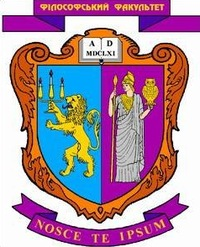 ФІЛОСОФСЬКИЙ ФАКУЛЬТЕТ
A D
MDCLXI
NOSCE TE IPSUM